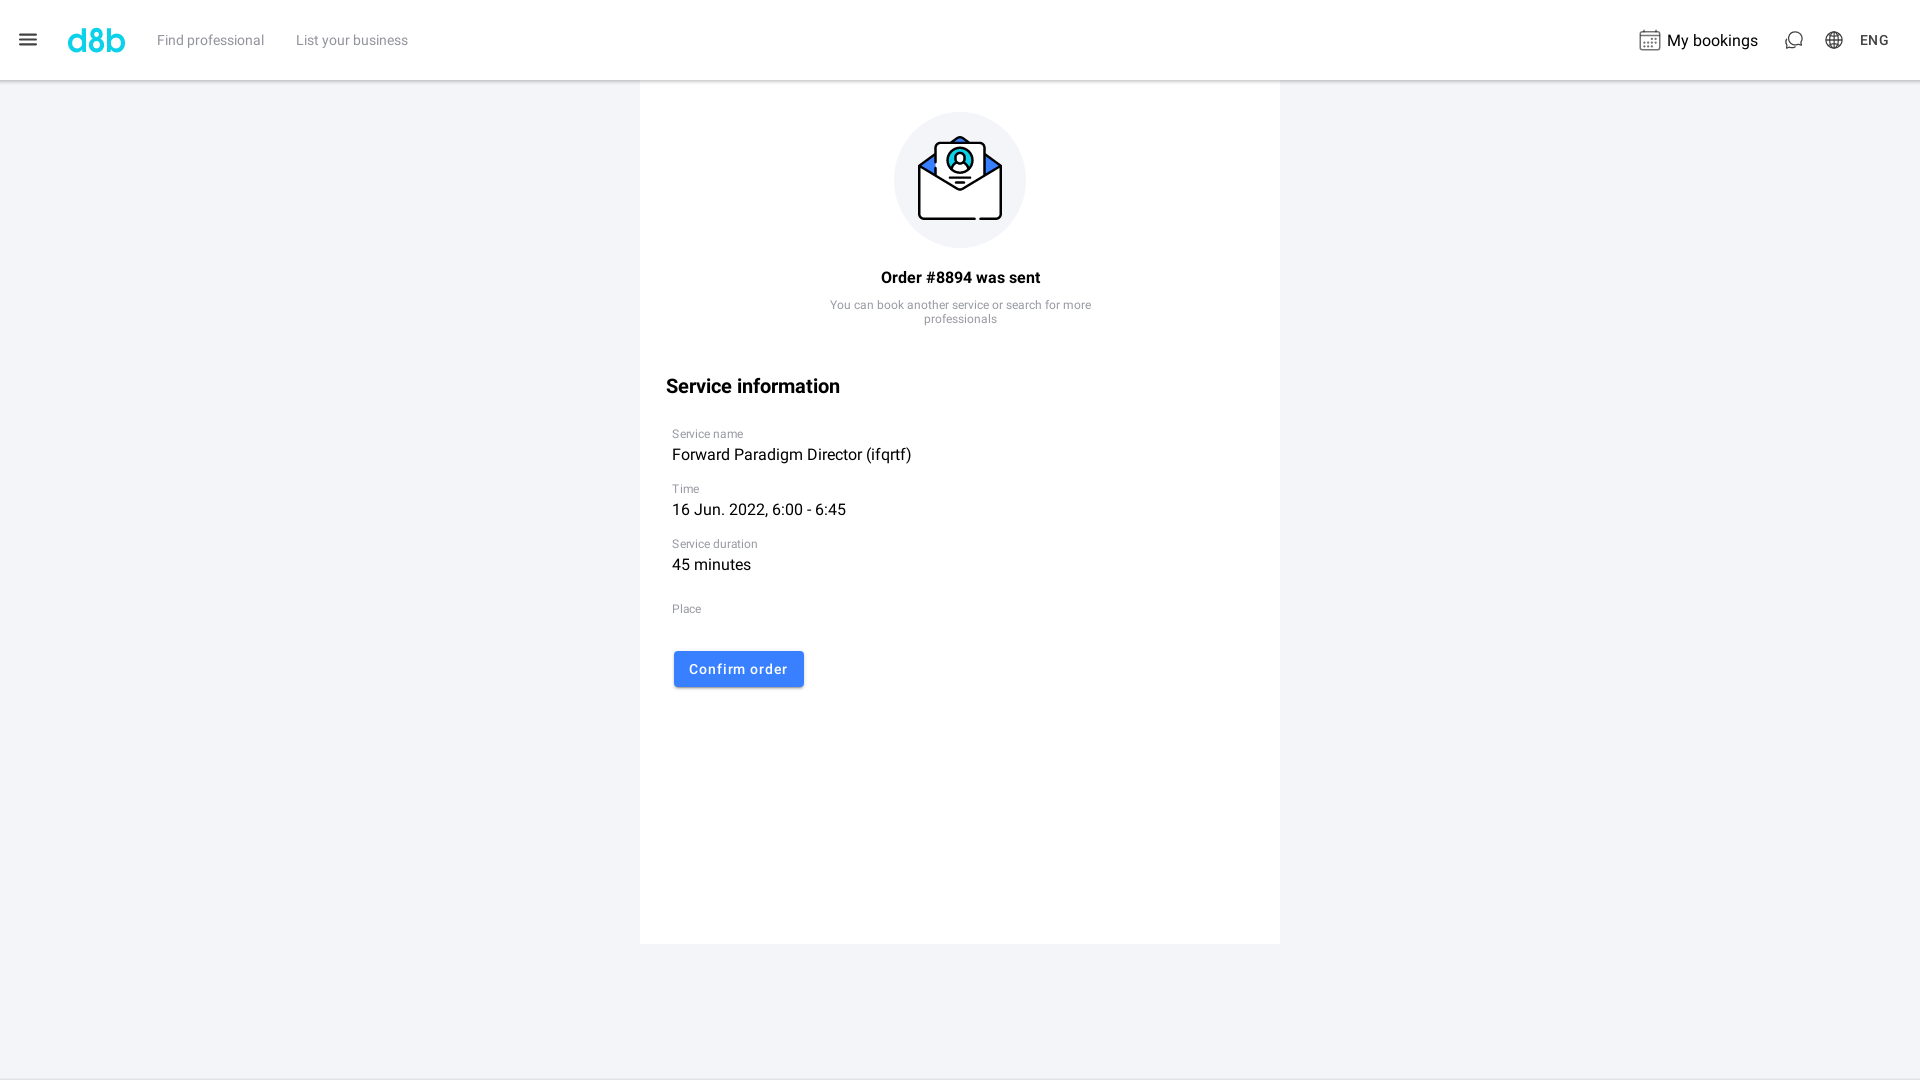 d8b
Find professional
List your business
My bookings
ENG
Order #8894 was sent
You can book another service or search for more
professionals
Service information
Service name
Forward Paradigm Director (ifqrtf)
Time
16 Jun. 2022, 6:00 - 6:45
Service duration
45 minutes
Place
Confirm order